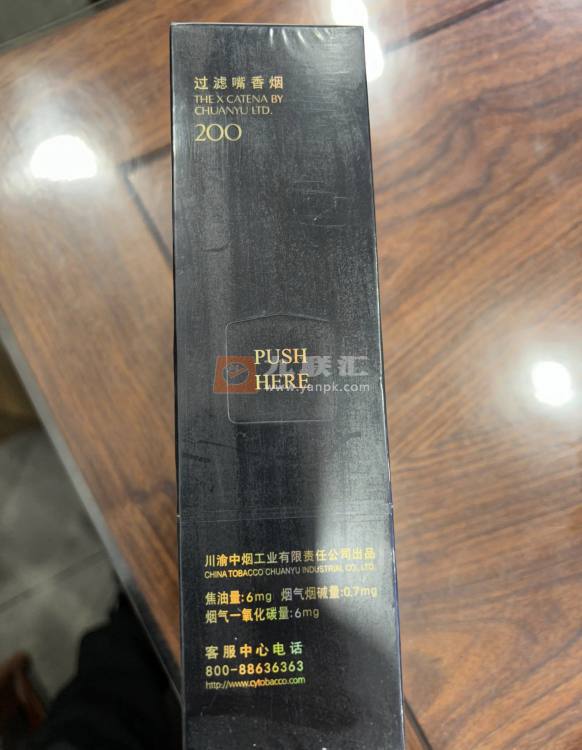 过滤嘴香烟
THE X CATENA BY
CHUANYU LTD.
200
PUSH
HERE
www.yanpk.com
川渝中烟工业有限责任公司出品
CHINA TOBACCO CHUANYU INDUSTRIAL CO., LTD.
焦油量:6mg 烟气烟碱量:0.7mg
烟气一氧化碳量:6mg
客服中心电话
800-88636363
http://www.cytobacco.com